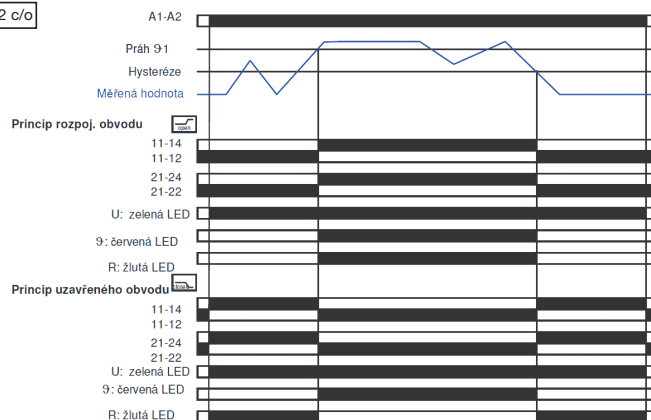 2 c/o
A1-A2
Práh ϑ1
Hysteréze
Měřená hodnota
Princip rozpoj. obvodu
open
11-14
11-12
21-24
21-22
U: zelená LED
ϑ: červená LED
R: žlutá LED
Princip uzavřeného obvodu
closed
11-14
11-12
21-24
21-22
U: zelená LED
ϑ: červená LED
R: žlutá LED